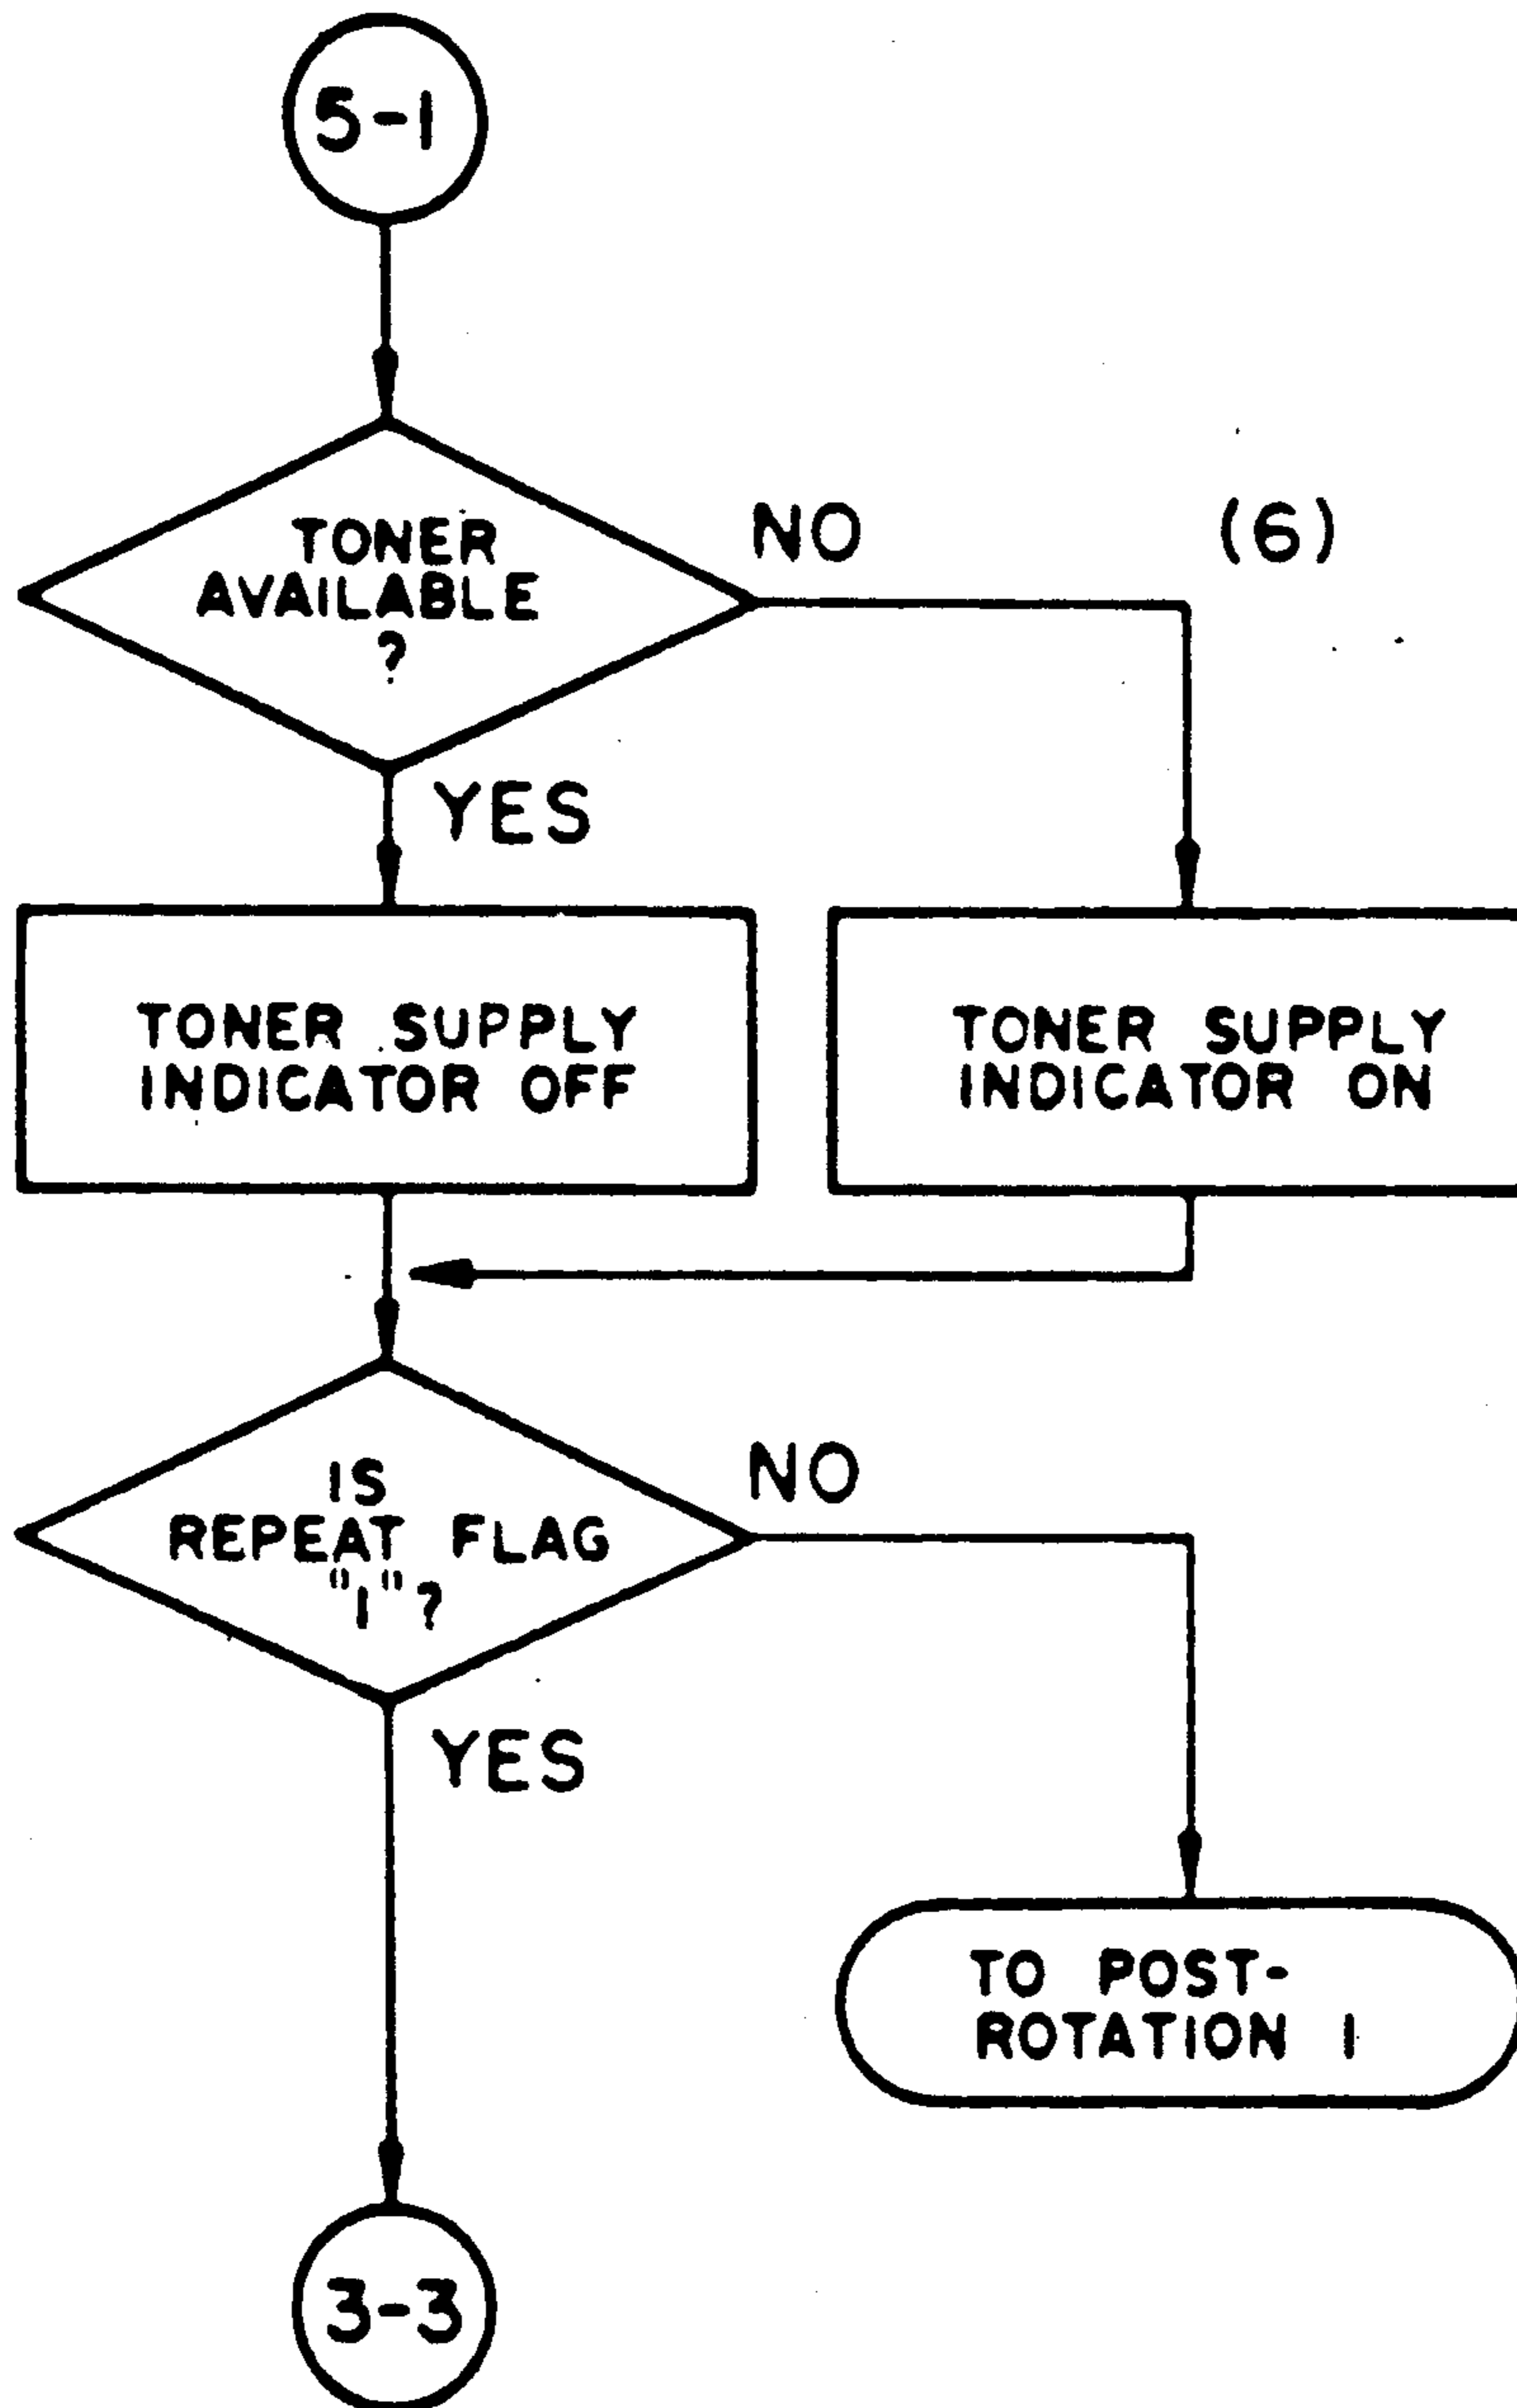 5-1
TONER
AVAILABLE
?
NO
(6)
YES
TONER SUPPLY
INDICATOR OFF
TONER SUPPLY
INDICATOR ON
IS
REPEAT FLAG
"1"?
NO
YES
TO POST-
ROTATION 1
3-3